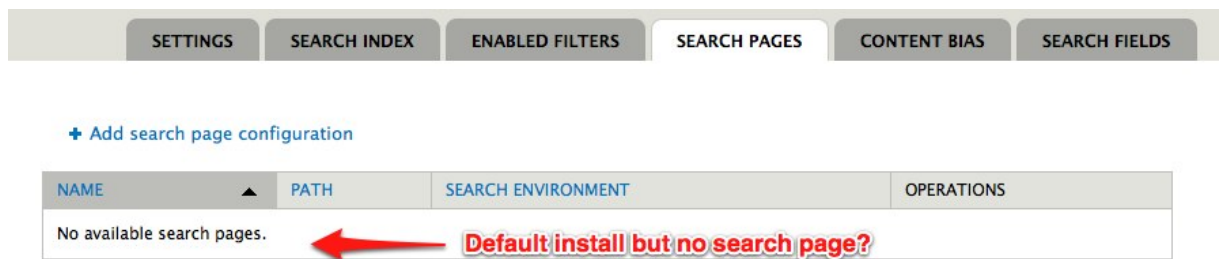 SETTINGS SEARCH INDEX ENABLED FILTERS SEARCH PAGES CONTENT BIAS SEARCH FIELDS
+ Add search page configuration
NAME PATH SEARCH ENVIRONMENT OPERATIONS
No available search pages. Default install but no search page?